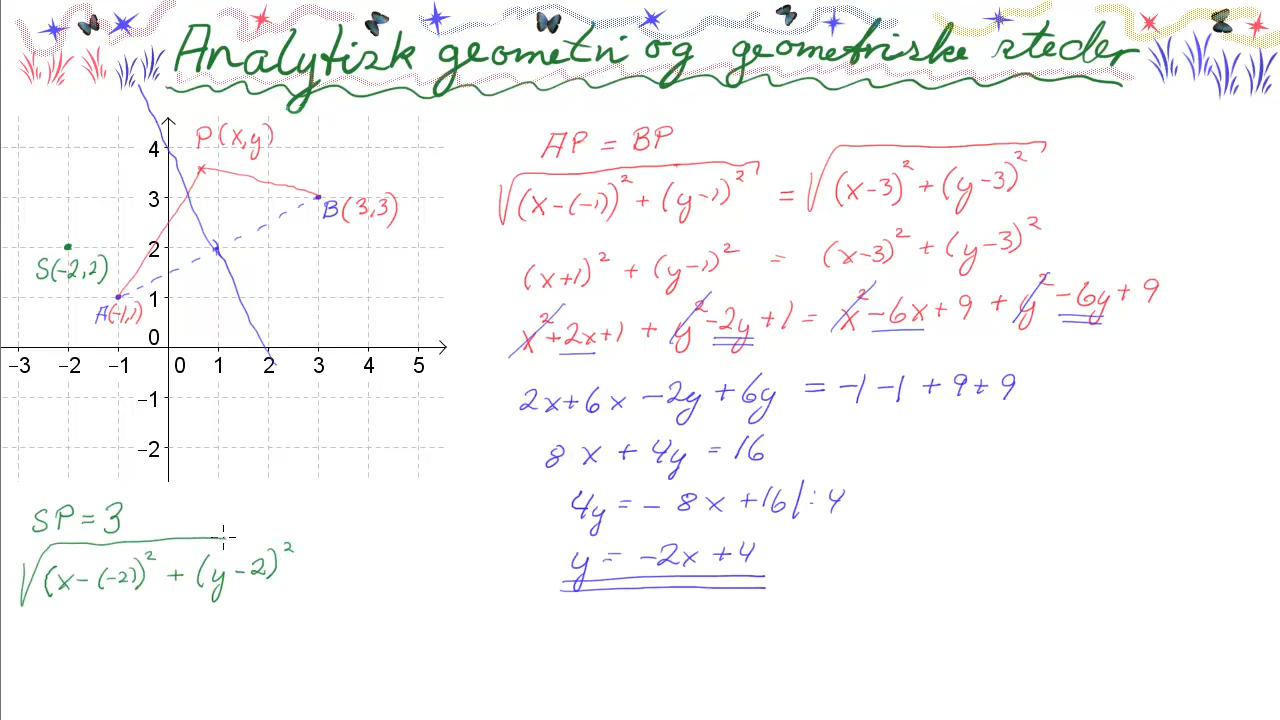 Analytisk geometri og geometriske steder
P(x,y)
B(3,3)
S(-2,2)
A(-1,1)
4
3
2
1
0
−3 −2 −1 0 1 2 3 4 5
−1
−2
AP = BP
√((x-(-1))² + (y-1)²) = √((x-3)² + (y-3)²)
(x+1)² + (y-1)² = (x-3)² + (y-3)²
x²+2x+1 + y²-2y+1 = x²-6x+9 + y²-6y+9
2x+6x-2y+6y = -1-1+9+9
8x + 4y = 16
4y = -8x+16 |:4
y = -2x+4
SP = 3
√((x-(-2))² + (y-2)²